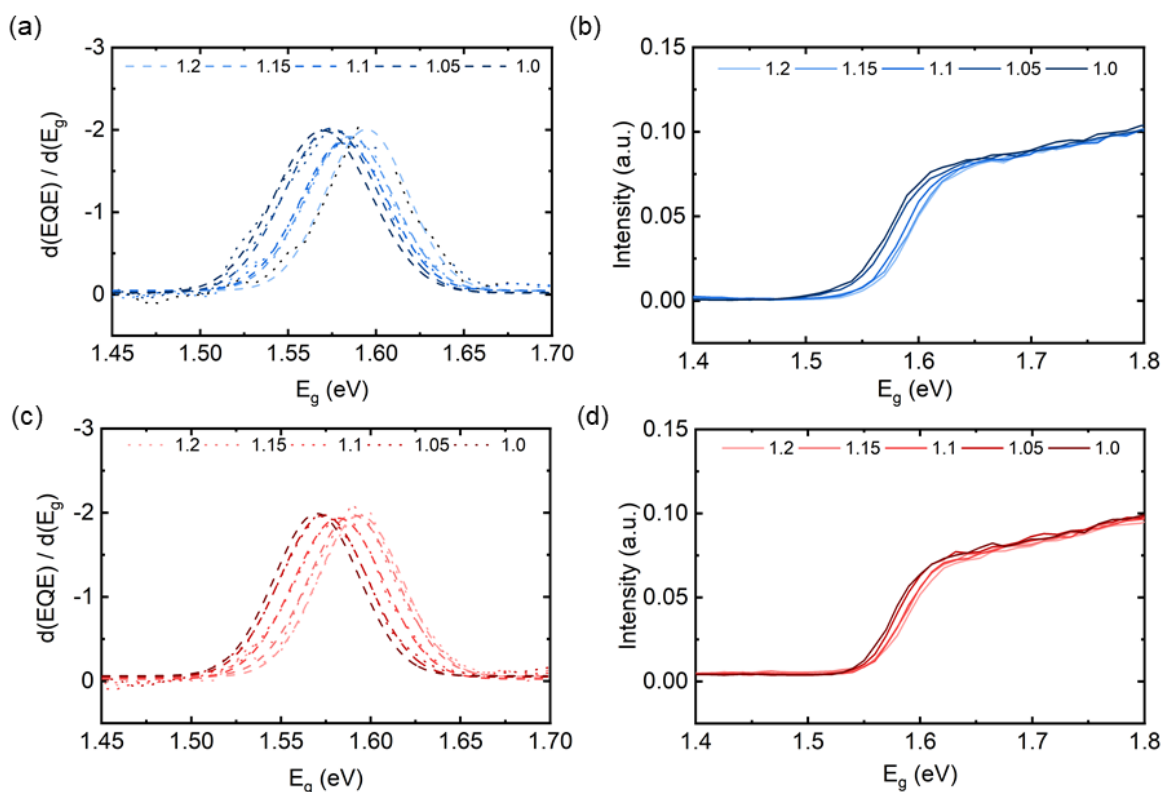 (a)
-3
-2
-1
0
d(EQE) / d(Eg)
1.2 1.15 1.1 1.05 1.0
1.45 1.50 1.55 1.60 1.65 1.70
Eg (eV)
(b)
0.15
0.10
0.05
0.00
Intensity (a.u.)
1.2 1.15 1.1 1.05 1.0
1.4 1.5 1.6 1.7 1.8
Eg (eV)
(c)
-3
-2
-1
0
d(EQE) / d(Eg)
1.2 1.15 1.1 1.05 1.0
1.45 1.50 1.55 1.60 1.65 1.70
Eg (eV)
(d)
0.15
0.10
0.05
0.00
Intensity (a.u.)
1.2 1.15 1.1 1.05 1.0
1.4 1.5 1.6 1.7 1.8
Eg (eV)